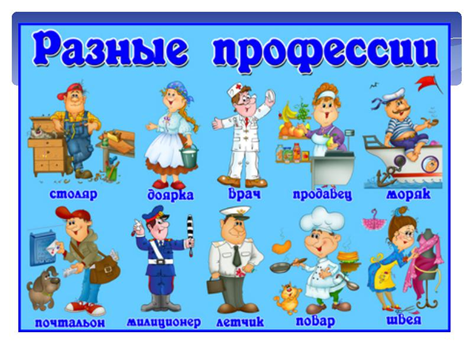 Разные профессии
столяр доярка врач продавец моряк
почтальон милиционер летчик повар швея